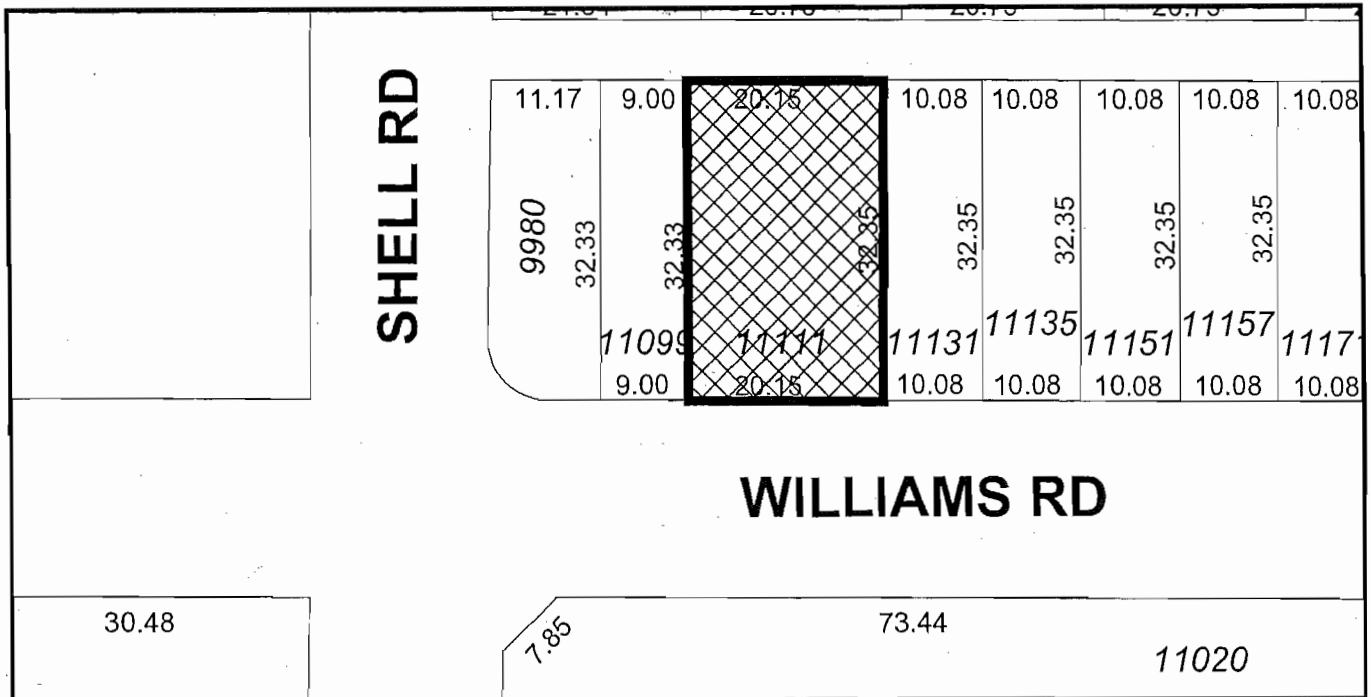 SHELL RD
11.17 9.00 20.15 10.08 10.08 10.08 10.08 10.08
9980 32.33 32.33 32.35 32.35 32.35 32.35 32.35
11099 11111 11131 11135 11151 11157
9.00 20.15 10.08 10.08 10.08 10.08 10.08
WILLIAMS RD
30.48 7.85 73.44
11020